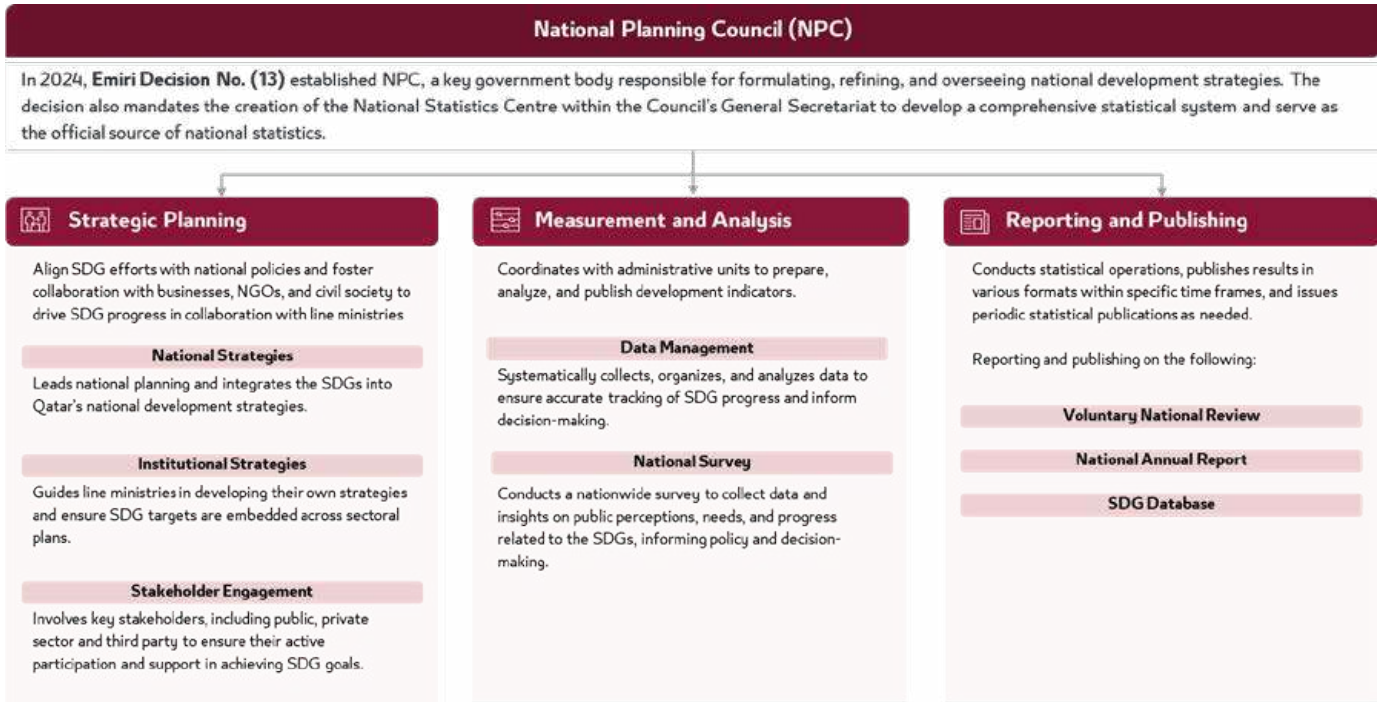 National Planning Council (NPC)
In 2024, Emiri Decision No. (13) established NPC, a key government body responsible for formulating, refining, and overseeing national development strategies. The
decision also mandates the creation of the National Statistics Centre within the Council's General Secretariat to develop a comprehensive statistical system and serve as
the official source of national statistics.
Strategic Planning
Align SDG efforts with national policies and foster
collaboration with businesses, NGOs, and civil society to
drive SDG progress in collaboration with line ministries
National Strategies
Leads national planning and integrates the SDGs into
Qatar's national development strategies.
Institutional Strategies
Guides line ministries in developing their own strategies
and ensure SDG targets are embedded across sectoral
plans.
Stakeholder Engagement
Involves key stakeholders, including public, private
sector and third party to ensure their active
participation and support in achieving SDG goals.
Measurement and Analysis
Coordinates with administrative units to prepare,
analyze, and publish development indicators.
Data Management
Systematically collects, organizes, and analyzes data to
ensure accurate tracking of SDG progress and inform
decision-making.
National Survey
Conducts a nationwide survey to collect data and
insights on public perceptions, needs, and progress
related to the SDGs, informing policy and decision-
making.
Reporting and Publishing
Conducts statistical operations, publishes results in
various formats within specific time frames, and issues
periodic statistical publications as needed.
Reporting and publishing on the following:
Voluntary National Review
National Annual Report
SDG Database